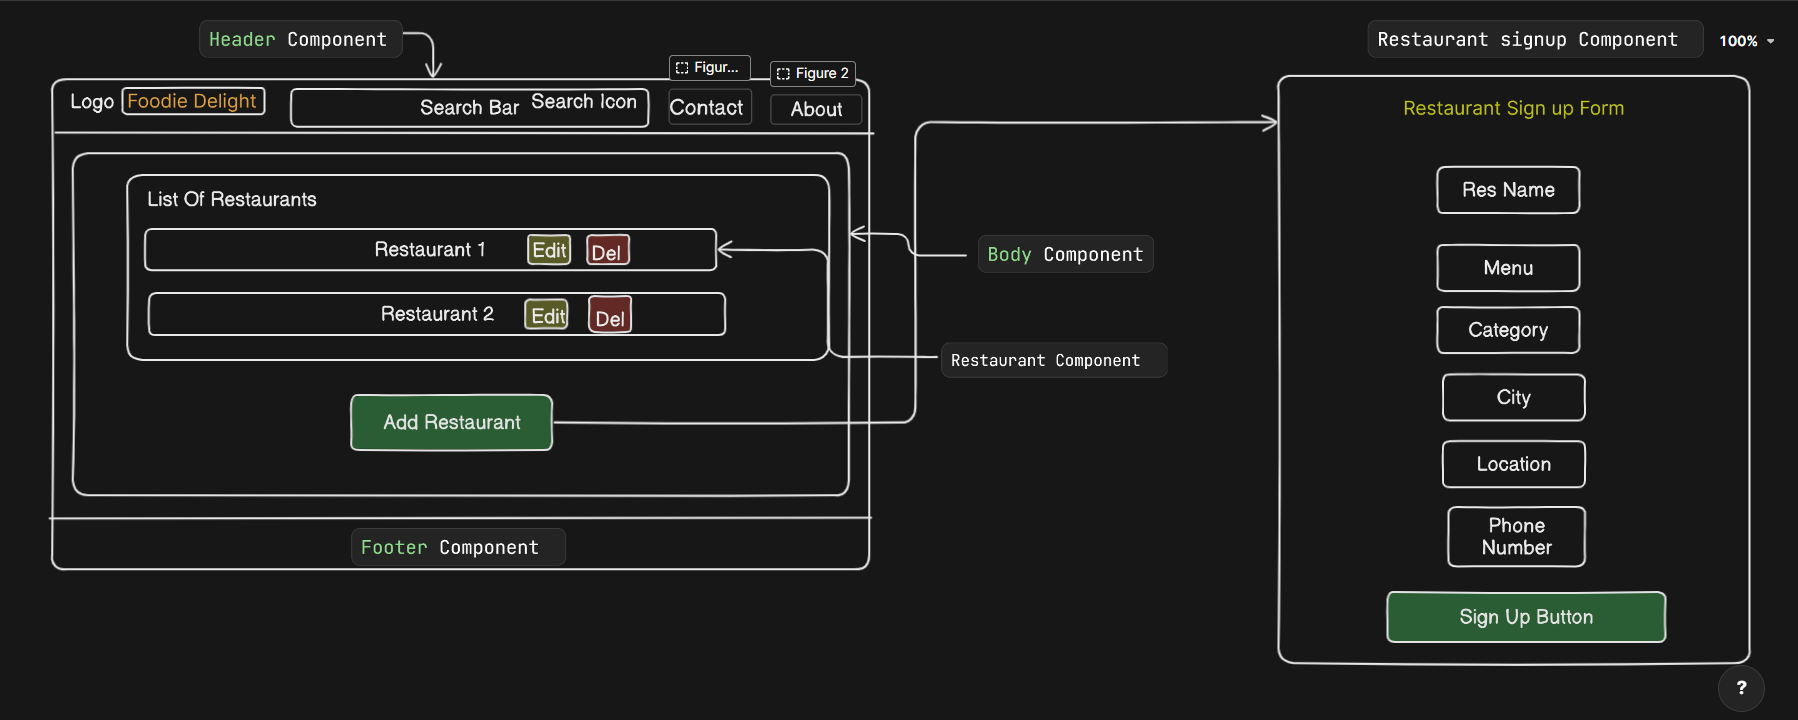 Header Component
Restaurant signup Component
100%
Figur...
Figure 2
Logo Foodie Delight
Search Bar Search Icon
Contact
About
Restaurant Sign up Form
List Of Restaurants
Restaurant 1 Edit Del
Restaurant 2 Edit Del
Add Restaurant
Footer Component
Body Component
Restaurant Component
Res Name
Menu
Category
City
Location
Phone
Number
Sign Up Button
?